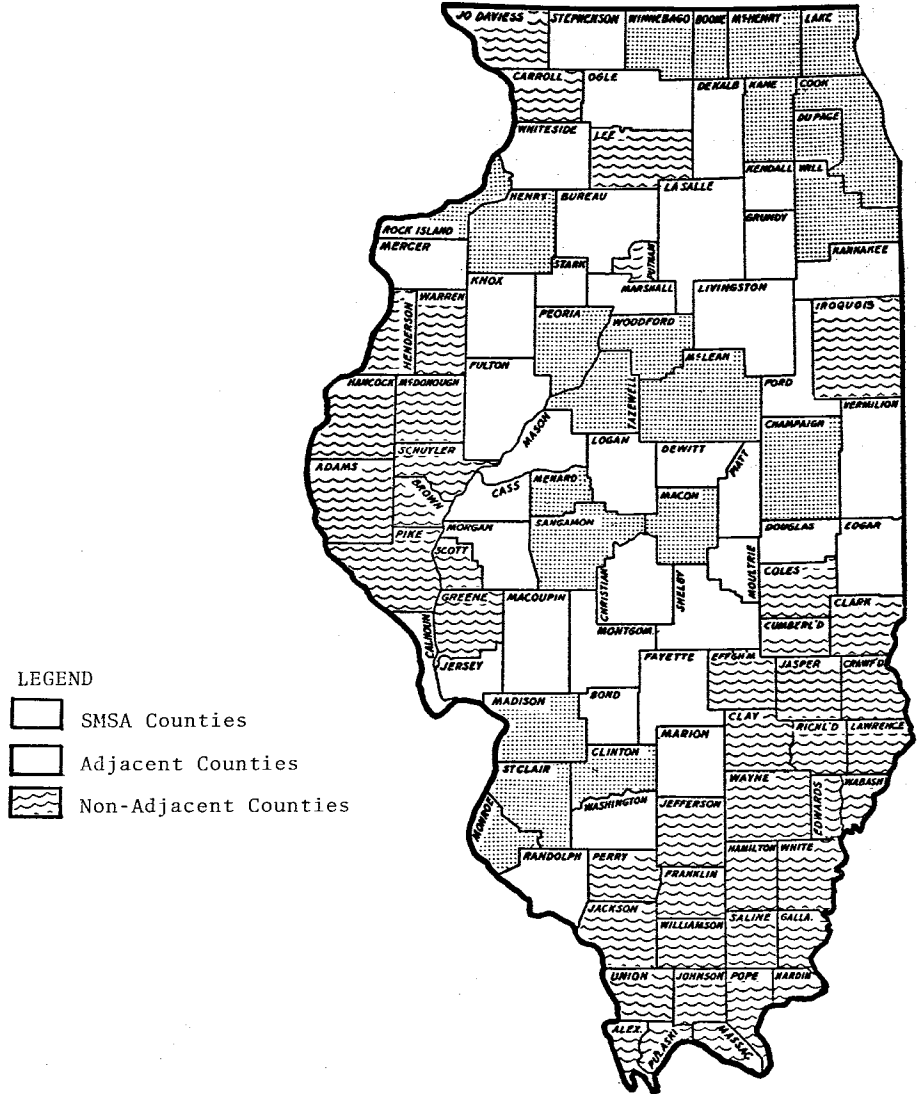 JO DAVIESS
STEPHENSON
WINNEBAGO
BOONE
McHENRY
LAKE
CARROLL
OGLE
DEKALB
KANE
COOK
DU PAGE
WHITESIDE
LEE
KENDALL
WILL
LA SALLE
HENRY
BUREAU
GRUNDY
ROCK ISLAND
MERCER
KANKAKEE
STARK
PUTNAM
KNOX
MARSHALL
LIVINGSTON
WARREN
HENDERSON
IROQUOIS
PEORIA
WOODFORD
McLEAN
FULTON
HANCOCK
McDONOUGH
TAZEWELL
FORD
VERMILION
MASON
CHAMPAIGN
LOGAN
SCHUYLER
DEWITT
PIATT
ADAMS
CASS
MENARD
BROWN
MACON
MORGAN
SANGAMON
DOUGLAS
EDGAR
PIKE
SCOTT
MOULTRIE
COLES
CHRISTIAN
SHELBY
GREENE
MACOUPIN
CLARK
CUMBERL'D
MONTGOM.
CALHOUN
JERSEY
FAYETTE
EFFGH'M
JASPER
CRAWF'D
LEGEND
SMSA Counties
Adjacent Counties
Non-Adjacent Counties
MADISON
BOND
CLAY
RICHL'D
LAWRENCE
MARION
CLINTON
ST CLAIR
WAYNE
WABASH
EDWARDS
WASHINGTON
JEFFERSON
MONROE
HAMILTON
WHITE
RANDOLPH
PERRY
FRANKLIN
JACKSON
WILLIAMSON
SALINE
GALLA.
UNION
JOHNSON
POPE
HARDIN
ALEX.
PULASKI
MASSAC